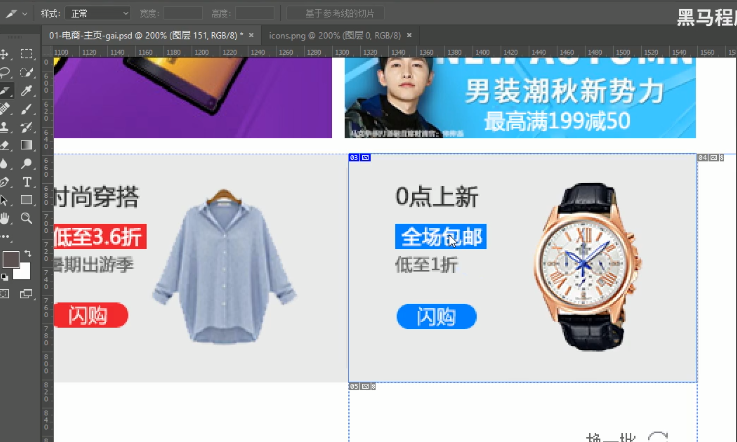 样式: 正常 宽度: 高度: 基于参考线的切片
黑马程
01-电商-主页-gai.psd @ 200% (图层 151, RGB/8) * × icons.png @ 200% (图层 0, RGB/8) ×
1100 1120 1140 1160 1180 1200 1220 1240 1260 1280 1300 1320 1340 1360 1380 1400 1420 1440 1460 1480 1500 1520 1540 1560
NEW AUTUMN
男装潮秋新势力
最高满199减50
03
04
时尚穿搭
低至3.6折
暑期出游季
闪购
0点上新
全场包邮
低至1折
闪购
05
换一批